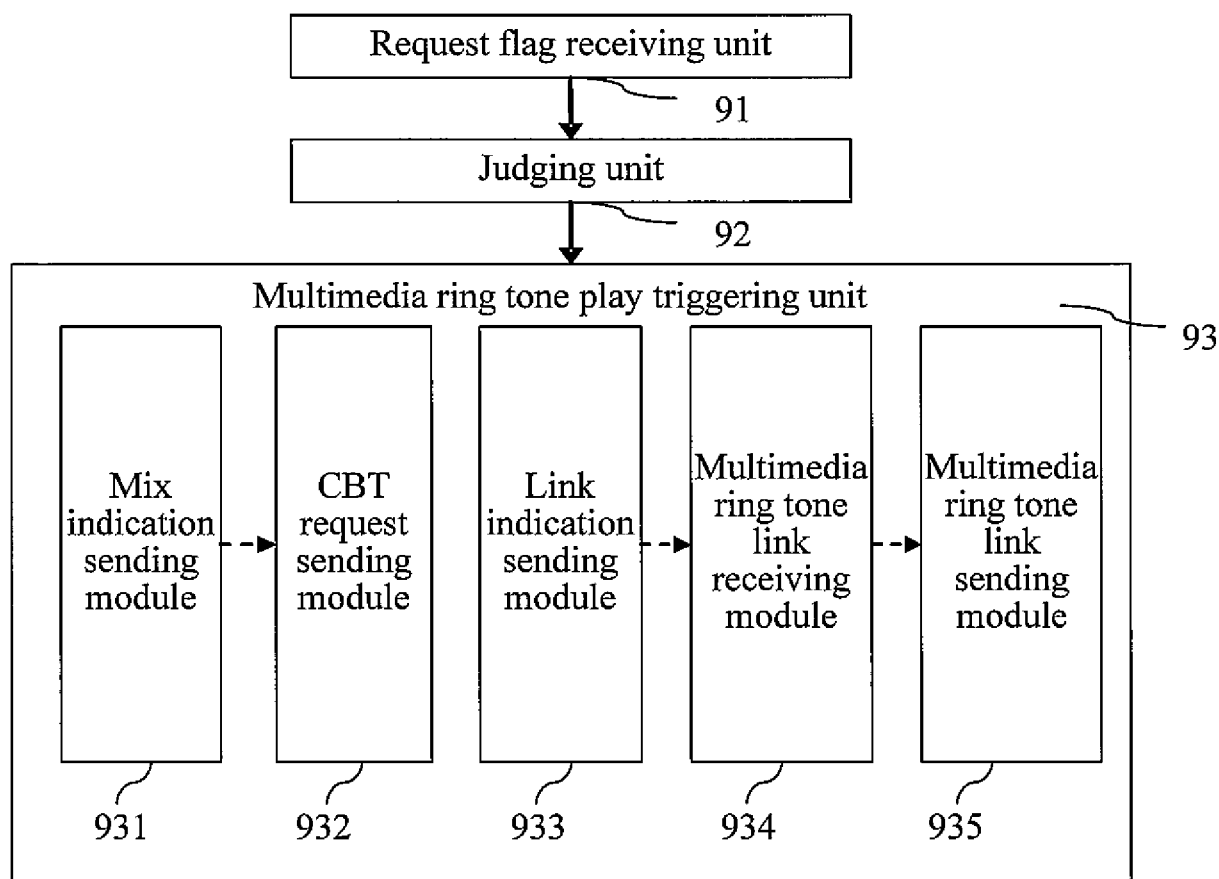 Request flag receiving unit
91
Judging unit
92
Multimedia ring tone play triggering unit
93
Mix
indication
sending
module
CBT
request
sending
module
Link
indication
sending
module
Multimedia
ring tone
link
receiving
module
Multimedia
ring tone
link
sending
module
931
932
933
934
935